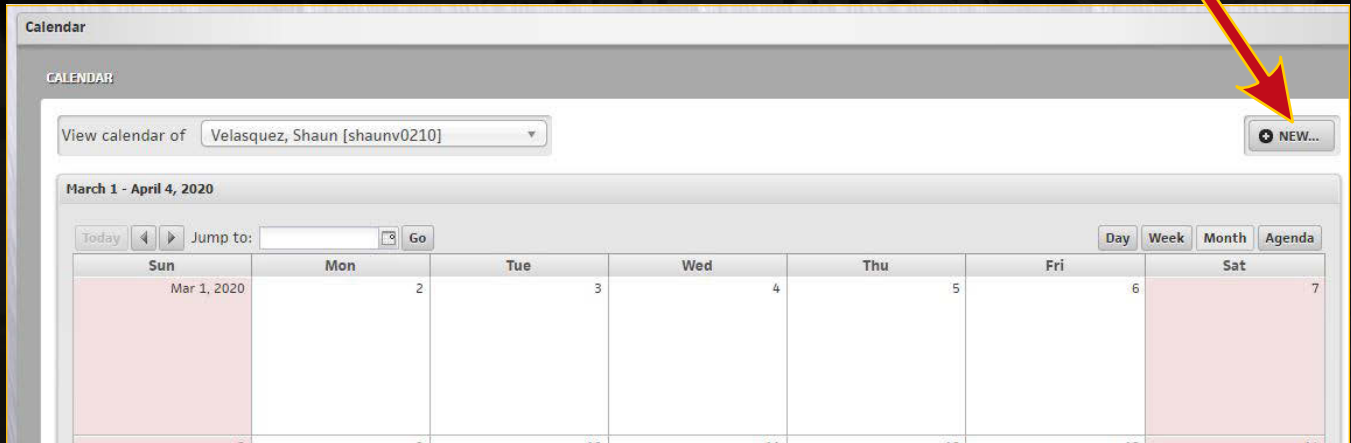 Calendar
CALENDAR
View calendar of Velasquez, Shaun [shaunv0210] NEW...
March 1 - April 4, 2020
Today Jump to: Go Day Week Month Agenda
Sun Mon Tue Wed Thu Fri Sat
Mar 1, 2020 2 3 4 5 6 7